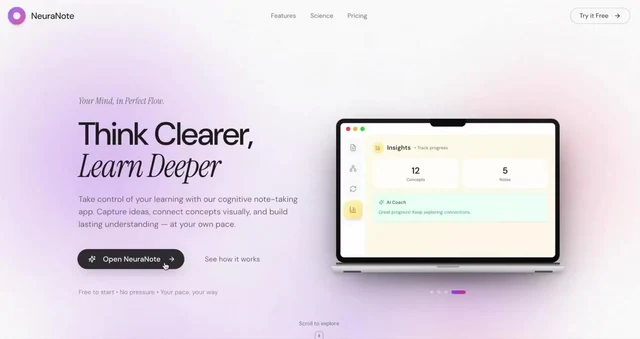 NeuraNote
Features
Science
Pricing
Try it Free
Your Mind, in Perfect Flow.
Think Clearer,
Learn Deeper
Take control of your learning with our cognitive note-taking
app. Capture ideas, connect concepts visually, and build
lasting understanding — at your own pace.
Open NeuraNote
See how it works
Free to start • No pressure • Your pace, your way
Insights
• Track progress
12
Concepts
5
Notes
AI Coach
Great progress! Keep exploring connections.
Scroll to explore